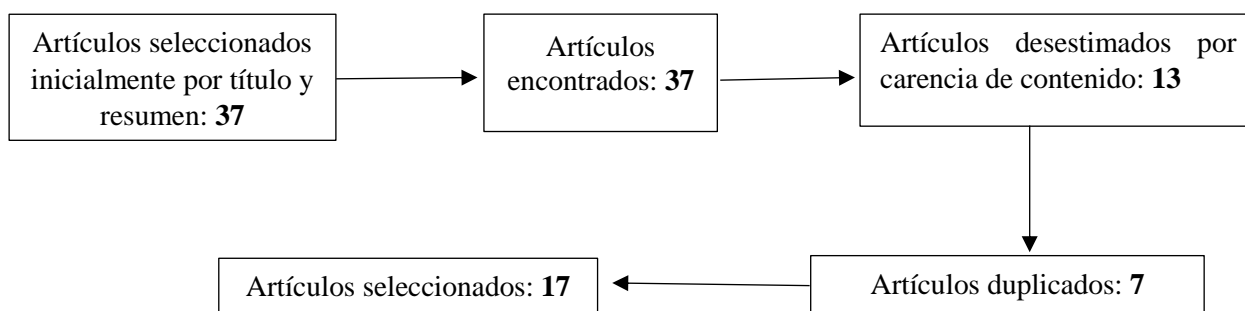 Artículos seleccionados
inicialmente por título y
resumen: 37
Artículos
encontrados: 37
Artículos desestimados por
carencia de contenido: 13
Artículos duplicados: 7
Artículos seleccionados: 17